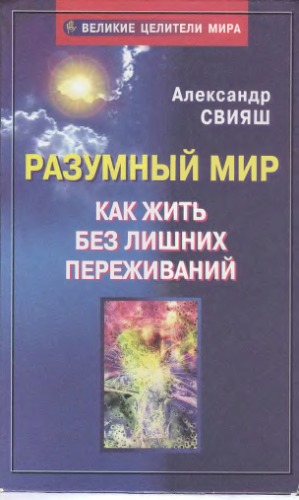 ВЕЛИКИЕ ЦЕЛИТЕЛИ МИРА
Александр
СВИЯШ
РАЗУМНЫЙ МИР
КАК ЖИТЬ
БЕЗ ЛИШНИХ
ПЕРЕЖИВАНИЙ